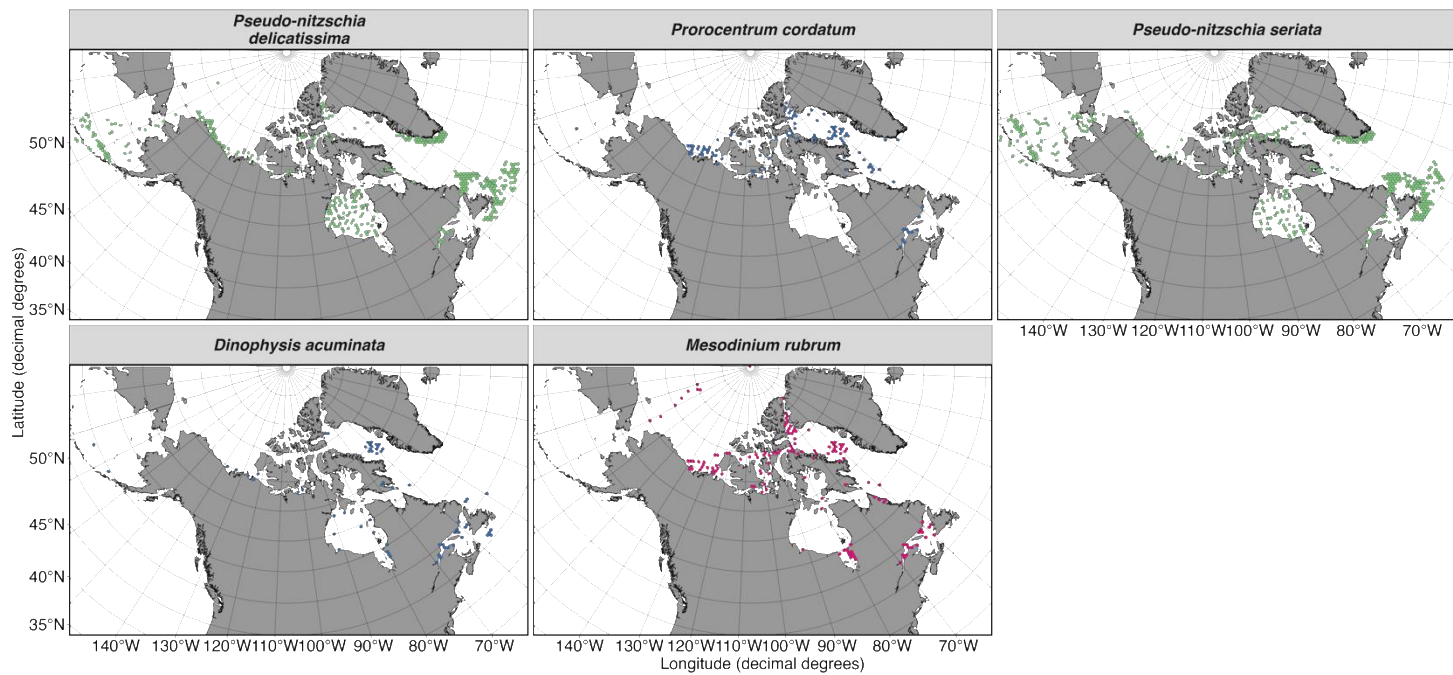 Pseudo-nitzschia
delicatissima
Prorocentrum cordatum
Pseudo-nitzschia seriata
50°N
45°N
40°N
35°N
140°W 130°W 120°W 110°W 100°W 90°W 80°W 70°W
Dinophysis acuminata
Mesodinium rubrum
50°N
45°N
40°N
35°N
140°W 130°W 120°W 110°W 100°W 90°W 80°W 70°W
140°W 130°W 120°W 110°W 100°W 90°W 80°W 70°W
Latitude (decimal degrees)
Longitude (decimal degrees)